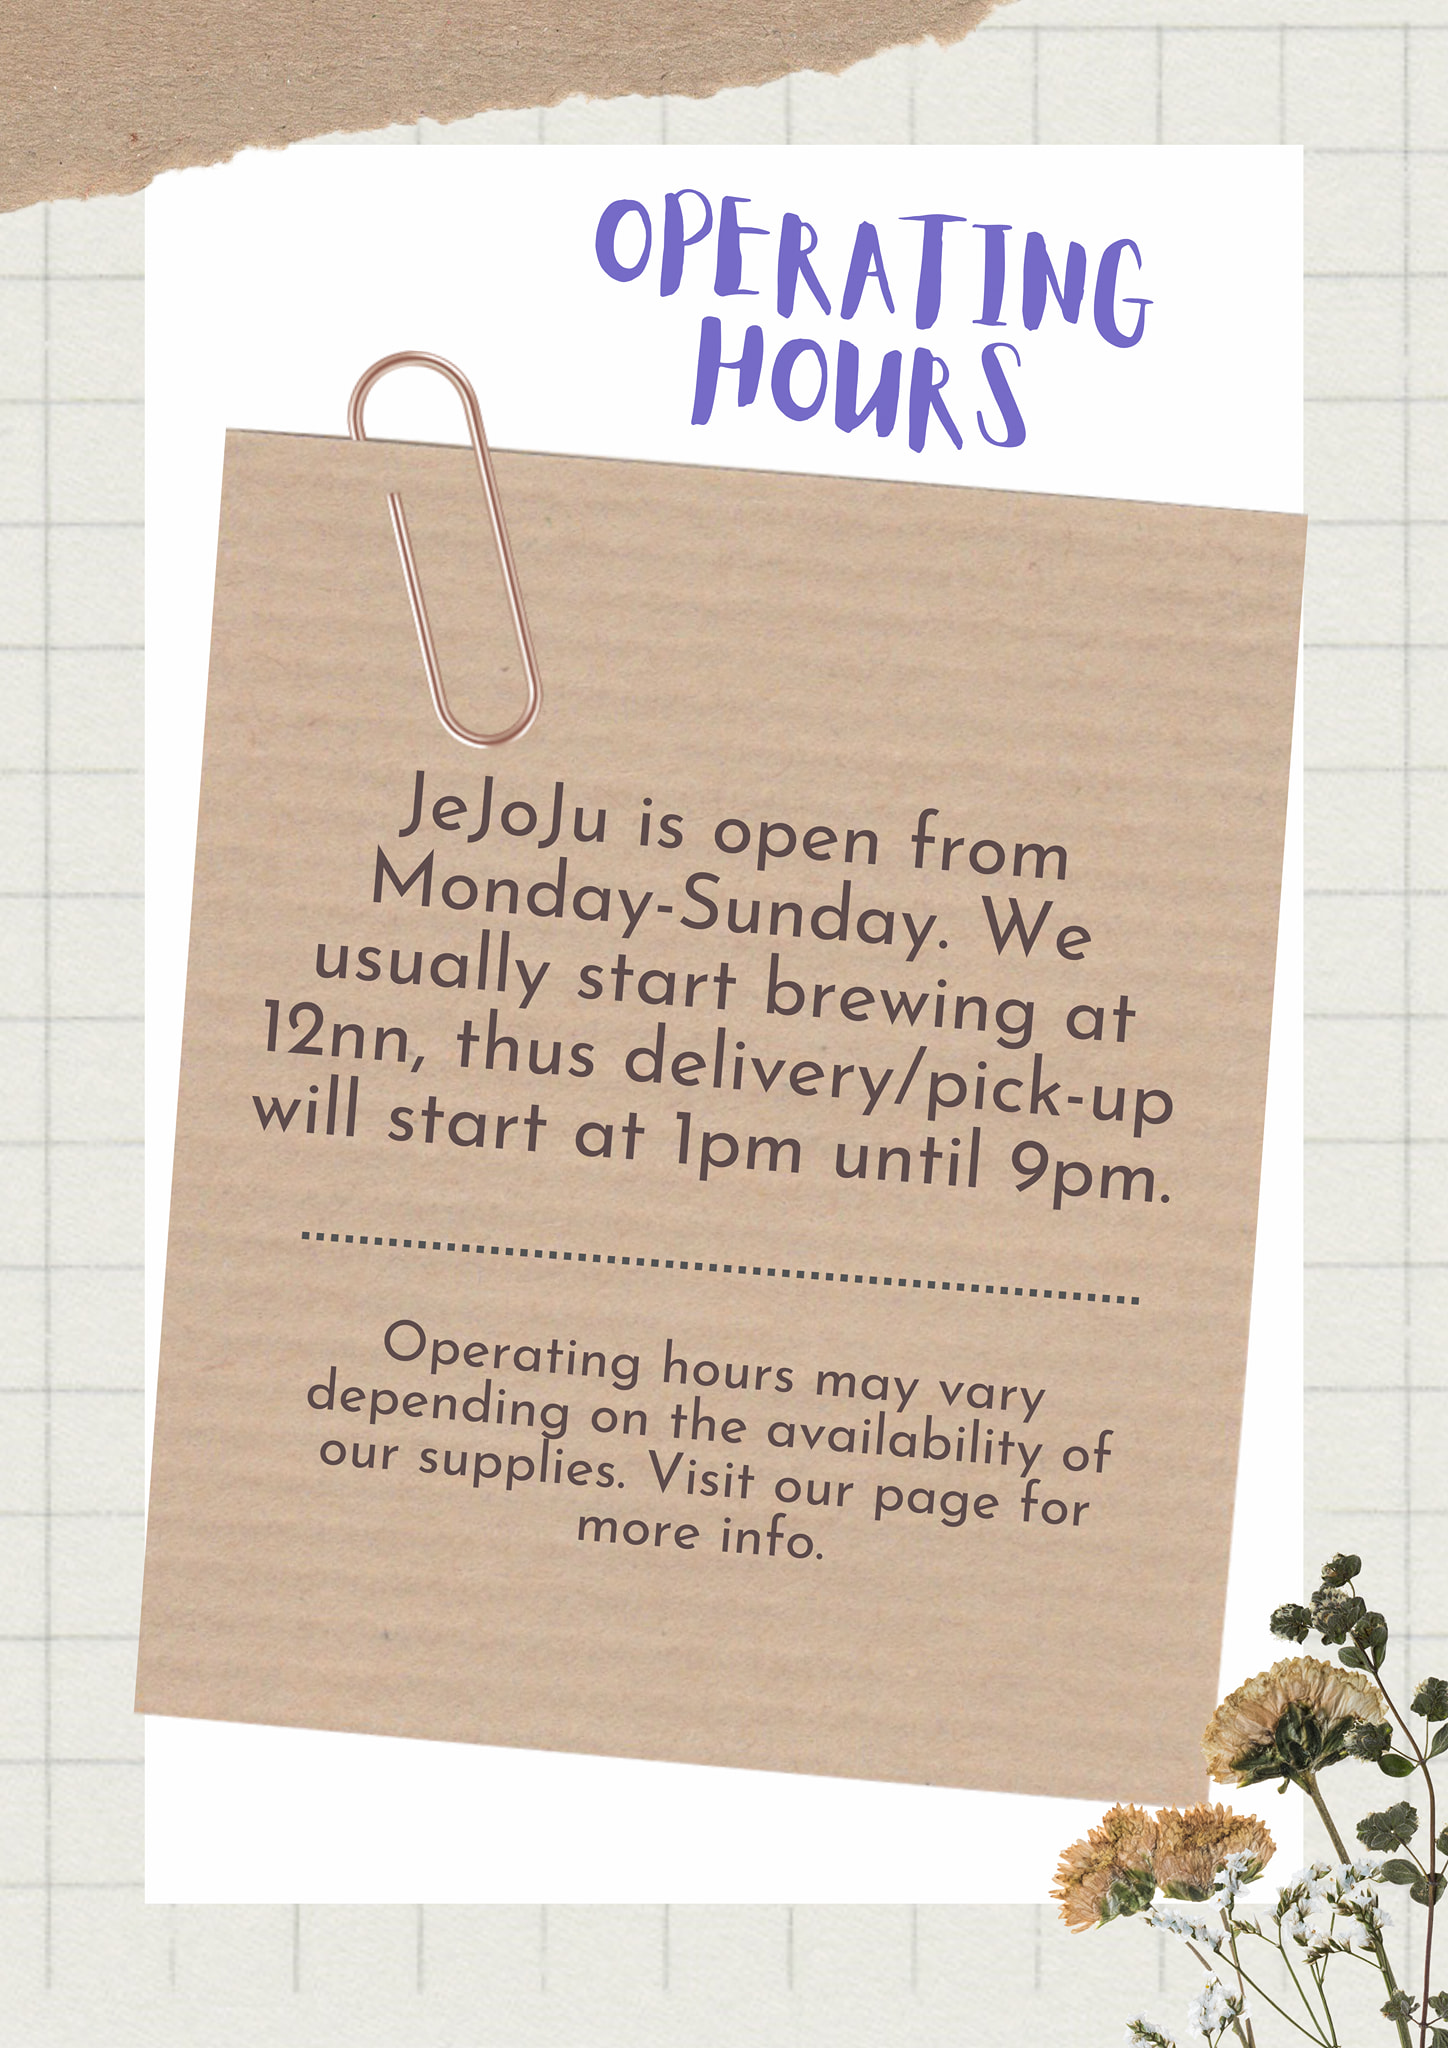 OPERATING
HOURS
JeJoJu is open from
Monday-Sunday. We
usually start brewing at
12nn, thus delivery/pick-up
will start at 1pm until 9pm.
Operating hours may vary
depending on the availability of
our supplies. Visit our page for
more info.